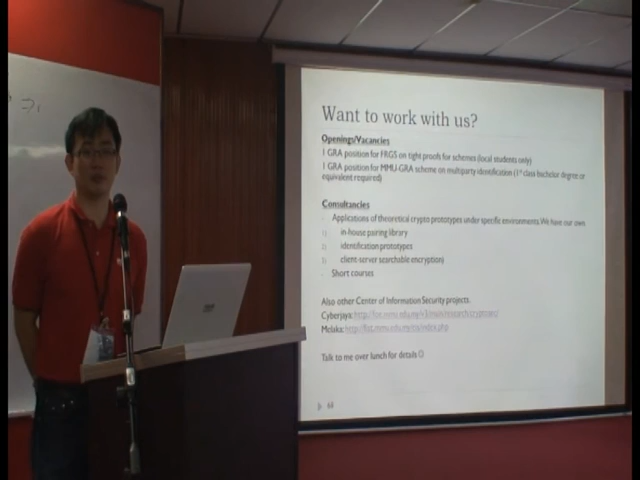 Want to work with us?
Openings/Vacancies
1 GRA position for FRGS on tight proofs for schemes (local students only)
1 GRA position for MMU-GRA scheme on multiparty identification (1st class bachelor degree or
equivalent required)
Consultancies
Applications of theoretical crypto prototypes under specific environments. We have our own
in-house pairing library
identification prototypes
client-server searchable encryption)
Short courses
Also other Center of Information Security projects.
Cyberjaya:
Melaka:
Talk to me over lunch for details
64